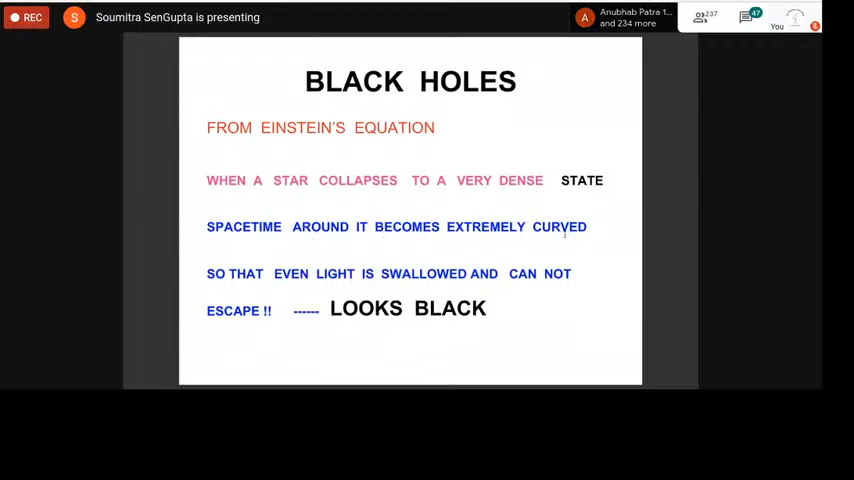 REC
S
Soumitra SenGupta is presenting
A
Anubhab Patra 1...
and 234 more
237
47
You
BLACK HOLES
FROM EINSTEIN'S EQUATION
WHEN A STAR COLLAPSES TO A VERY DENSE STATE
SPACETIME AROUND IT BECOMES EXTREMELY CURVED
SO THAT EVEN LIGHT IS SWALLOWED AND CAN NOT
ESCAPE !! ------ LOOKS BLACK